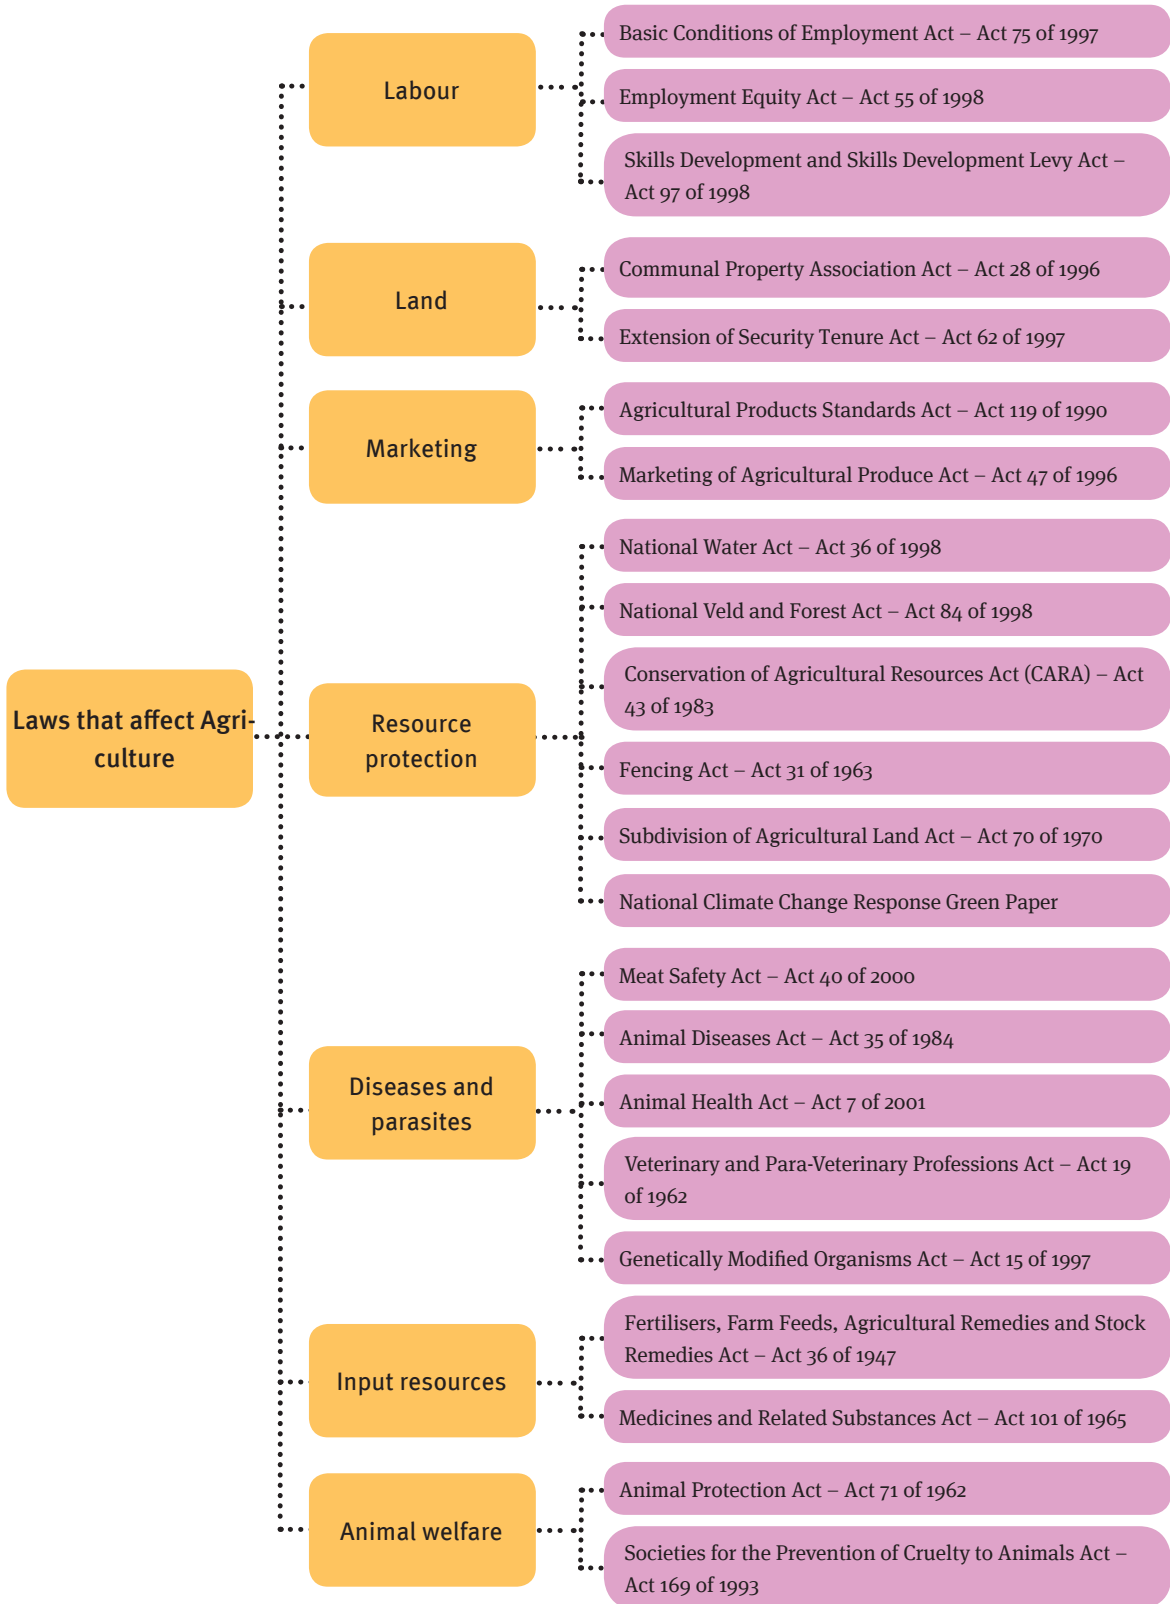 Laws that affect Agri-
culture
Labour
Basic Conditions of Employment Act – Act 75 of 1997
Employment Equity Act – Act 55 of 1998
Skills Development and Skills Development Levy Act –
Act 97 of 1998
Land
Communal Property Association Act – Act 28 of 1996
Extension of Security Tenure Act – Act 62 of 1997
Marketing
Agricultural Products Standards Act – Act 119 of 1990
Marketing of Agricultural Produce Act – Act 47 of 1996
Resource
protection
National Water Act – Act 36 of 1998
National Veld and Forest Act – Act 84 of 1998
Conservation of Agricultural Resources Act (CARA) – Act
43 of 1983
Fencing Act – Act 31 of 1963
Subdivision of Agricultural Land Act – Act 70 of 1970
National Climate Change Response Green Paper
Diseases and
parasites
Meat Safety Act – Act 40 of 2000
Animal Diseases Act – Act 35 of 1984
Animal Health Act – Act 7 of 2001
Veterinary and Para-Veterinary Professions Act – Act 19
of 1962
Genetically Modified Organisms Act – Act 15 of 1997
Input resources
Fertilisers, Farm Feeds, Agricultural Remedies and Stock
Remedies Act – Act 36 of 1947
Medicines and Related Substances Act – Act 101 of 1965
Animal welfare
Animal Protection Act – Act 71 of 1962
Societies for the Prevention of Cruelty to Animals Act –
Act 169 of 1993